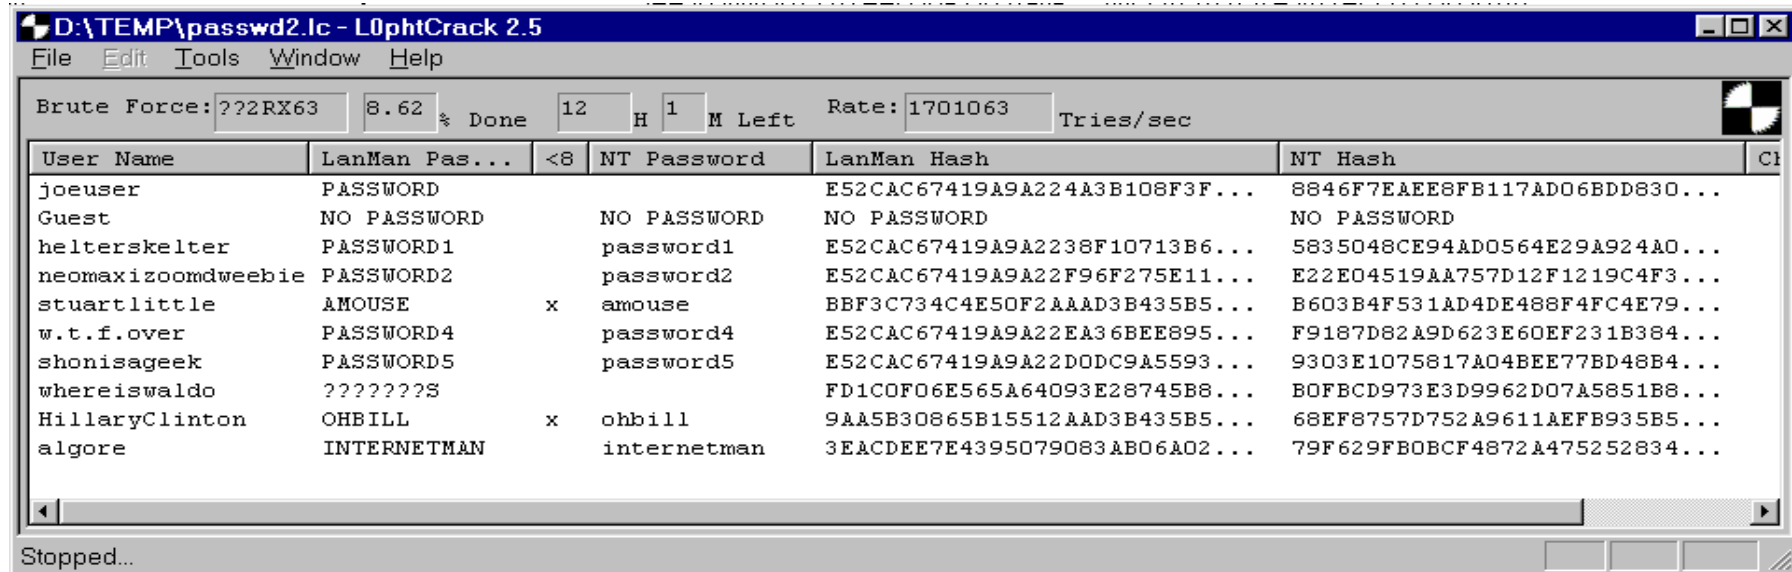 D:\TEMP\passwd2.lc - L0phtCrack 2.5
File Edit Tools Window Help
Brute Force: ??2RX63 8.62 % Done 12 H 1 M Left Rate: 1701063 Tries/sec
User Name LanMan Pas... <8 NT Password LanMan Hash NT Hash
joeuser PASSWORD E52CAC67419A9A224A3B108F3F... 8846F7EAEE8FB117AD06BDD830...
Guest NO PASSWORD NO PASSWORD NO PASSWORD NO PASSWORD
helterskelter PASSWORD1 password1 E52CAC67419A9A2238F10713B6... 5835048CE94AD0564E29A924A0...
neomaxizoomdweebie PASSWORD2 password2 E52CAC67419A9A22F96F275E11... E22E04519AA757D12F1219C4F3...
stuartlittle AMOUSE x amouse BBF3C734C4E50F2AAAD3B435B5... B603B4F531AD4DE488F4FC4E79...
w.t.f.over PASSWORD4 password4 E52CAC67419A9A22EA36BEE895... F9187D82A9D623E60EF231B384...
shonisageek PASSWORD5 password5 E52CAC67419A9A22D0DC9A5593... 9303E1075817A04BEE77BD48B4...
whereiswaldo ???????S FD1C0F06E565A64093E28745B8... B0FBCD973E3D9962D07A5851B8...
HillaryClinton OHBILL x ohbill 9AA5B30865B15512AAD3B435B5... 68EF8757D752A9611AEFB935B5...
algore INTERNETMAN internetman 3EACDEE7E4395079083AB06A02... 79F629FB0BCF4872A475252834...
Stopped...